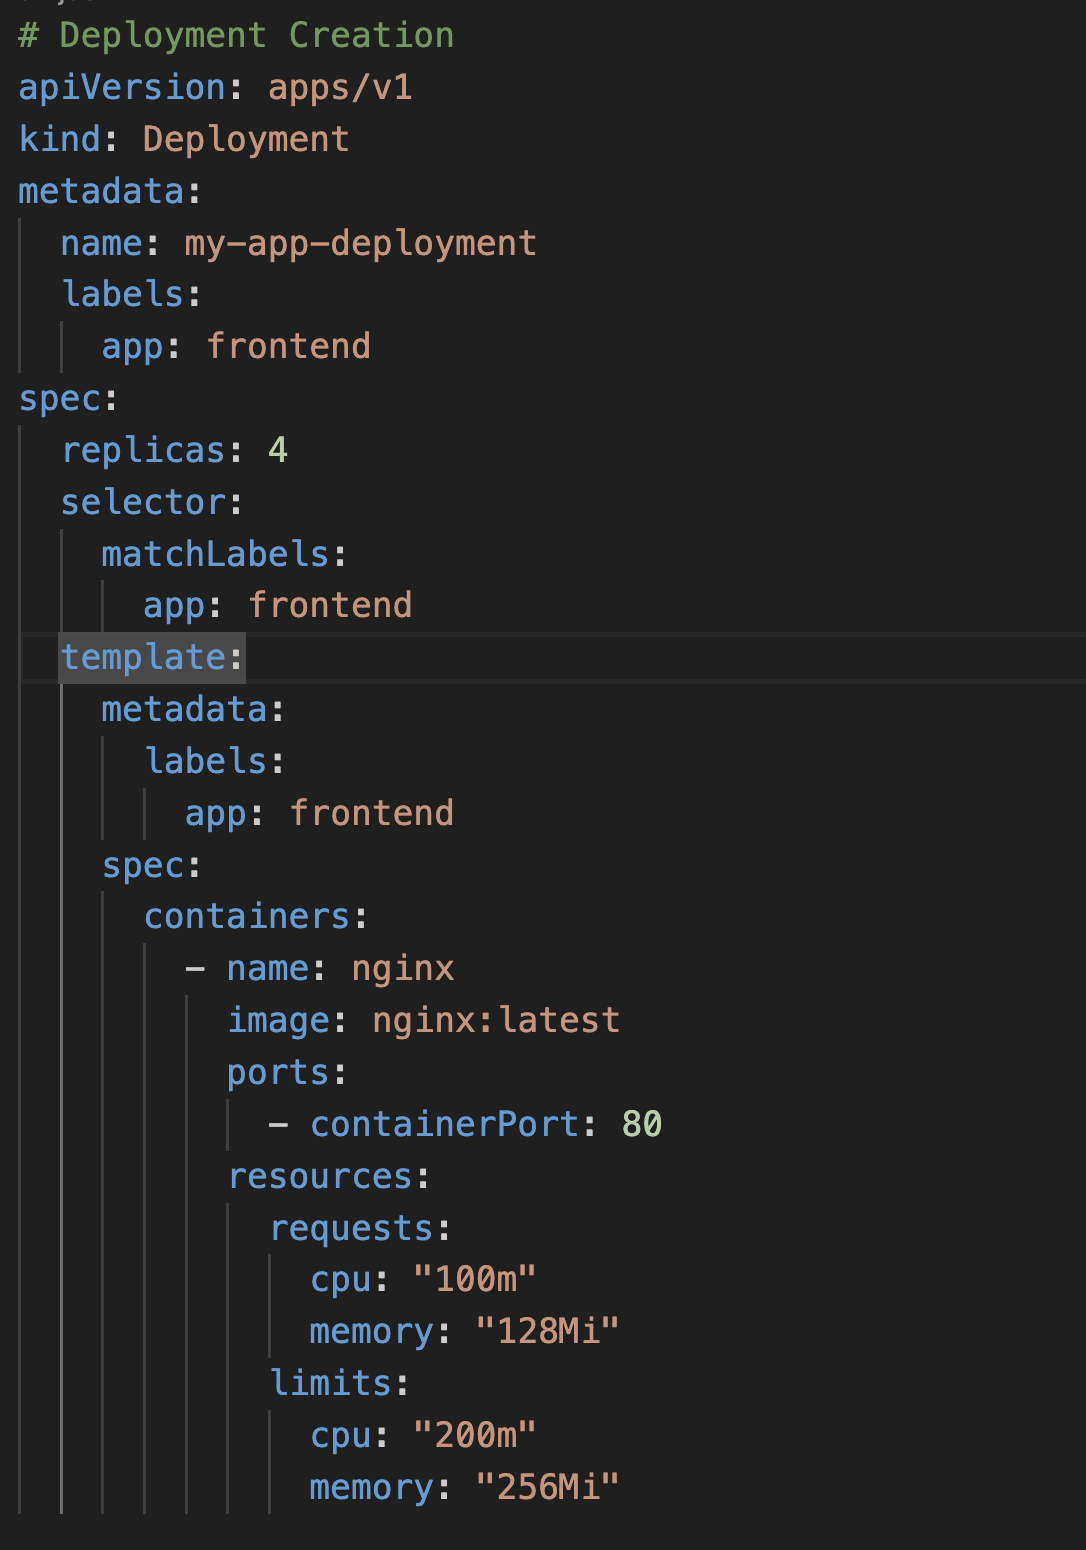 # Deployment Creation
apiVersion: apps/v1
kind: Deployment
metadata:
  name: my-app-deployment
  labels:
    app: frontend
spec:
  replicas: 4
  selector:
    matchLabels:
      app: frontend
  template:
    metadata:
      labels:
        app: frontend
    spec:
      containers:
        - name: nginx
          image: nginx:latest
          ports:
            - containerPort: 80
          resources:
            requests:
              cpu: "100m"
              memory: "128Mi"
            limits:
              cpu: "200m"
              memory: "256Mi"